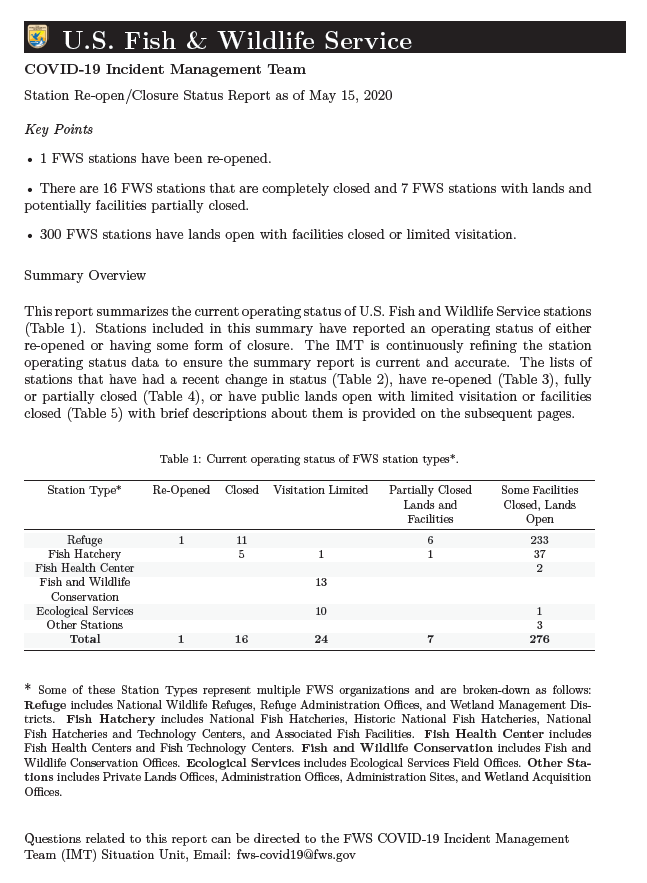 U.S. Fish & Wildlife Service
COVID-19 Incident Management Team
Station Re-open/Closure Status Report as of May 15, 2020
Key Points
• 1 FWS stations have been re-opened.
• There are 16 FWS stations that are completely closed and 7 FWS stations with lands and
potentially facilities partially closed.
• 300 FWS stations have lands open with facilities closed or limited visitation.
Summary Overview
This report summarizes the current operating status of U.S. Fish and Wildlife Service stations
(Table 1). Stations included in this summary have reported an operating status of either
re-opened or having some form of closure. The IMT is continuously refining the station
operating status data to ensure the summary report is current and accurate. The lists of
stations that have had a recent change in status (Table 2), have re-opened (Table 3), fully
or partially closed (Table 4), or have public lands open with limited visitation or facilities
closed (Table 5) with brief descriptions about them is provided on the subsequent pages.
Table 1: Current operating status of FWS station types*.
Station Type* Re-Opened Closed Visitation Limited Partially Closed Some Facilities
Lands and Closed, Lands
Facilities Open
Refuge 1 11 6 233
Fish Hatchery 5 1 1 37
Fish Health Center 2
Fish and Wildlife 13
Conservation
Ecological Services 10 1
Other Stations 3
Total 1 16 24 7 276
* Some of these Station Types represent multiple FWS organizations and are broken-down as follows:
Refuge includes National Wildlife Refuges, Refuge Administration Offices, and Wetland Management Dis-
tricts. Fish Hatchery includes National Fish Hatcheries, Historic National Fish Hatcheries, National
Fish Hatcheries and Technology Centers, and Associated Fish Facilities. Fish Health Center includes
Fish Health Centers and Fish Technology Centers. Fish and Wildlife Conservation includes Fish and
Wildlife Conservation Offices. Ecological Services includes Ecological Services Field Offices. Other Sta-
tions includes Private Lands Offices, Administration Offices, Administration Sites, and Wetland Acquisition
Offices.
Questions related to this report can be directed to the FWS COVID-19 Incident Management
Team (IMT) Situation Unit, Email: fws-covid19@fws.gov